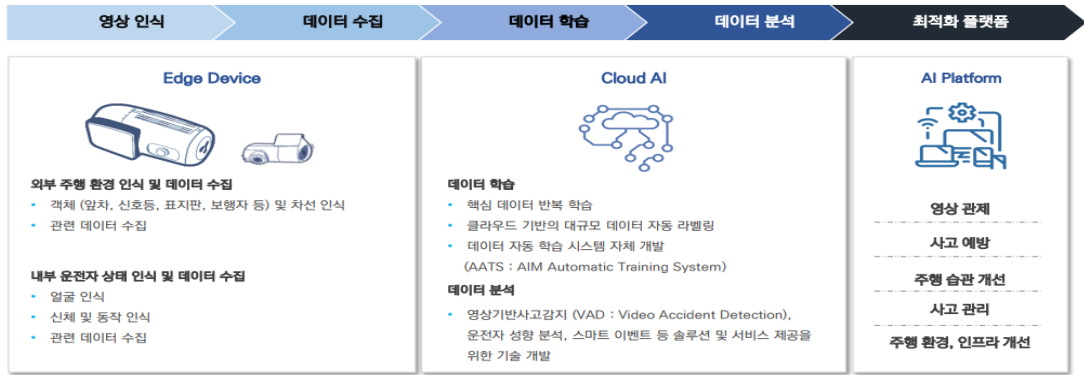 영상 인식
데이터 수집
데이터 학습
데이터 분석
최적화 플랫폼
Edge Device
외부 주행 환경 인식 및 데이터 수집
• 객체 (앞차, 신호등, 표지판, 보행자 등) 및 차선 인식
• 관련 데이터 수집
내부 운전자 상태 인식 및 데이터 수집
• 얼굴 인식
• 신체 및 동작 인식
• 관련 데이터 수집
Cloud AI
데이터 학습
• 핵심 데이터 반복 학습
• 클라우드 기반의 대규모 데이터 자동 라벨링
• 데이터 자동 학습 시스템 자체 개발
(AATS : AIM Automatic Training System)
데이터 분석
• 영상기반사고감지 (VAD : Video Accident Detection),
운전자 성향 분석, 스마트 이벤트 등 솔루션 및 서비스 제공을
위한 기술 개발
AI Platform
영상 관제
사고 예방
주행 습관 개선
사고 관리
주행 환경, 인프라 개선